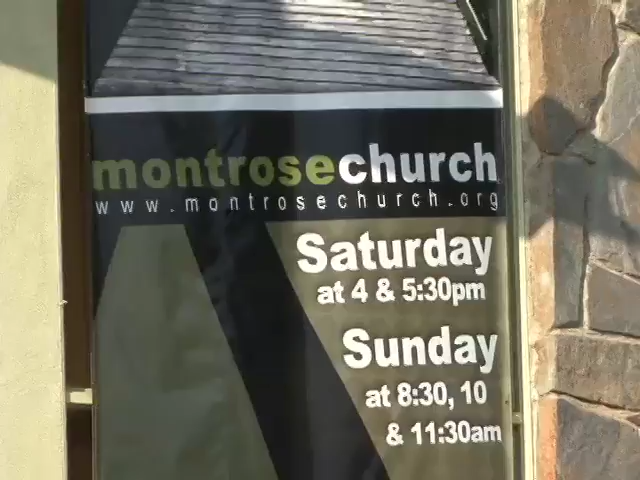 montrosechurch
www.montrosechurch.org
Saturday
at 4 & 5:30pm
Sunday
at 8:30, 10
& 11:30am